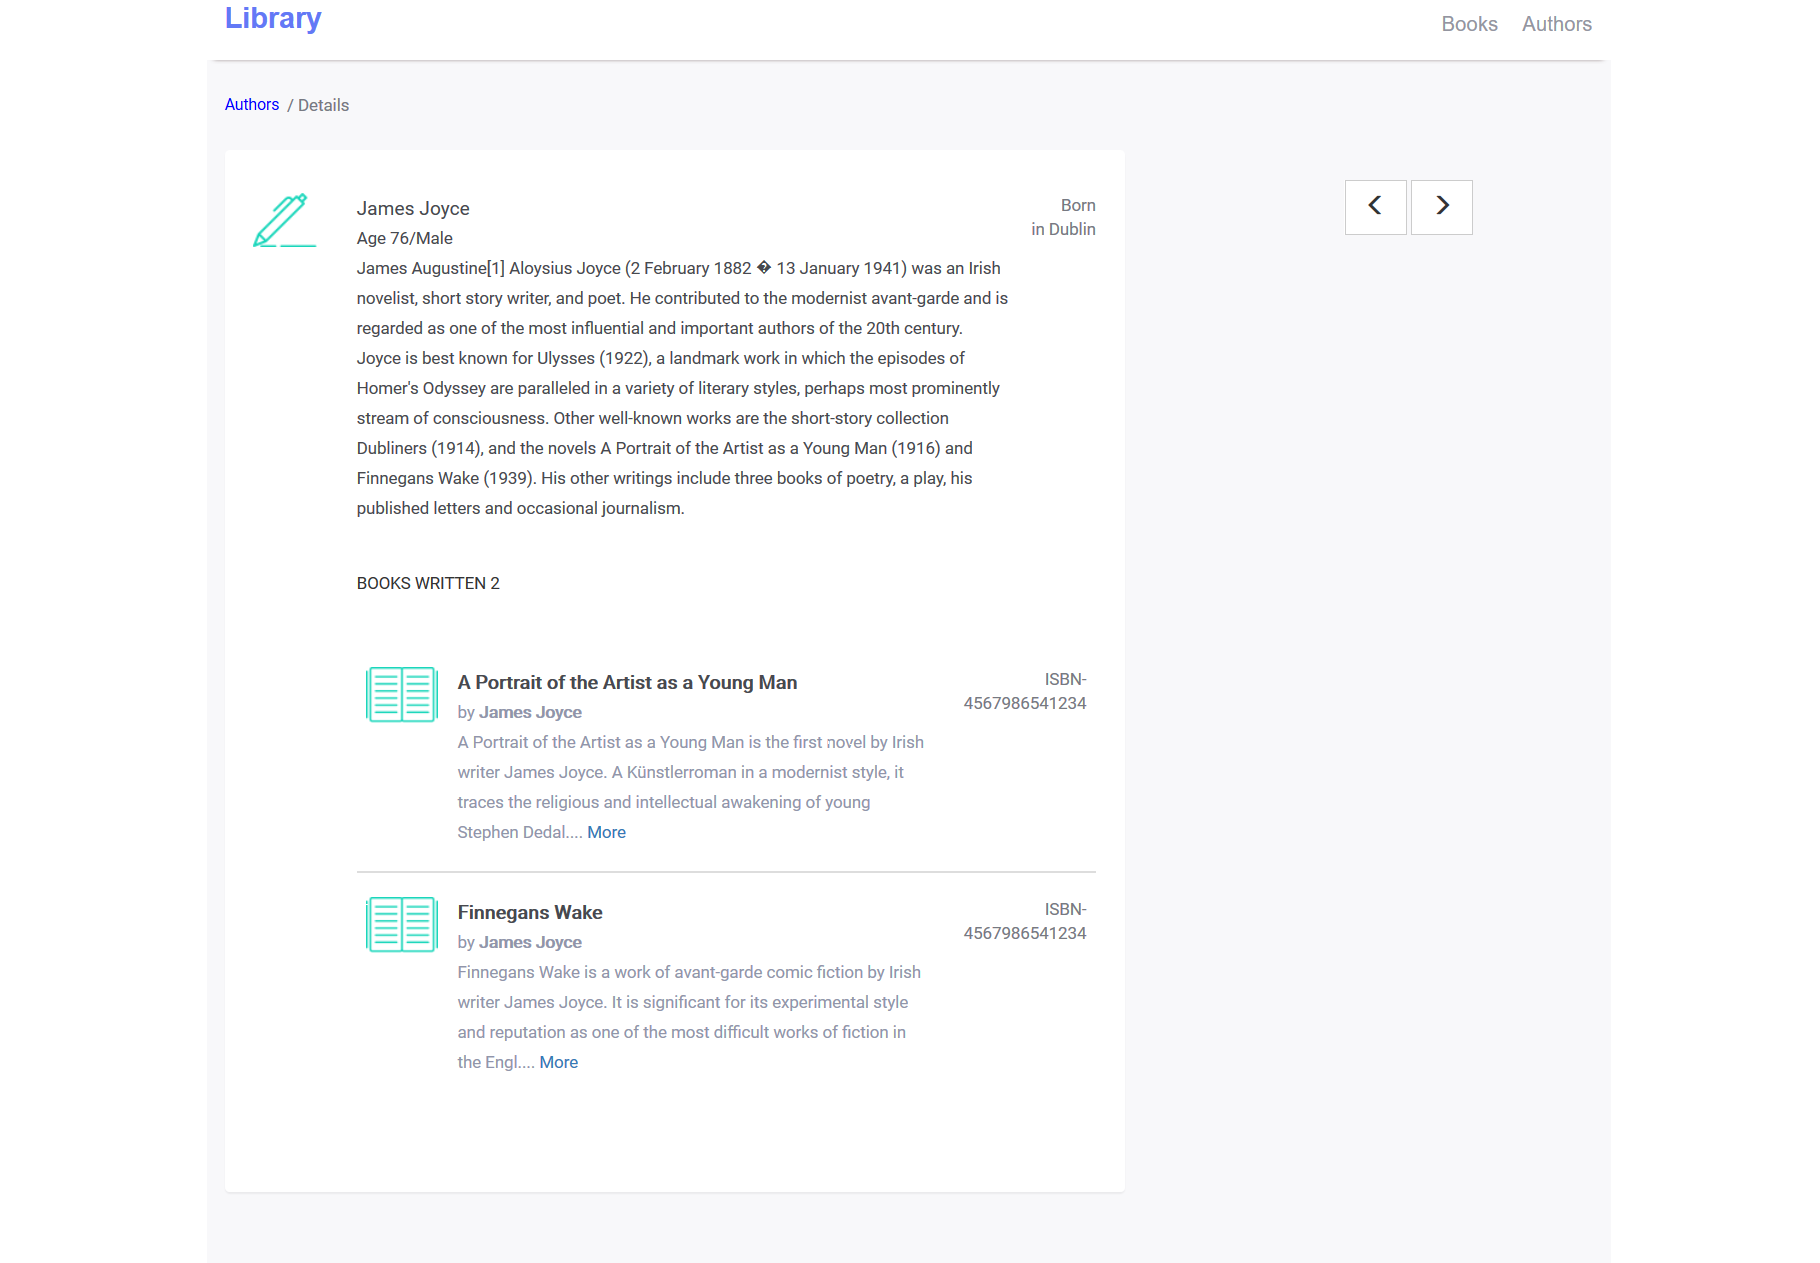 Library
Books Authors
Authors / Details
James Joyce
Born
in Dublin
Age 76/Male
James Augustine[1] Aloysius Joyce (2 February 1882 � 13 January 1941) was an Irish
novelist, short story writer, and poet. He contributed to the modernist avant-garde and is
regarded as one of the most influential and important authors of the 20th century.
Joyce is best known for Ulysses (1922), a landmark work in which the episodes of
Homer's Odyssey are paralleled in a variety of literary styles, perhaps most prominently
stream of consciousness. Other well-known works are the short-story collection
Dubliners (1914), and the novels A Portrait of the Artist as a Young Man (1916) and
Finnegans Wake (1939). His other writings include three books of poetry, a play, his
published letters and occasional journalism.
BOOKS WRITTEN 2
A Portrait of the Artist as a Young Man
ISBN-
4567986541234
by James Joyce
A Portrait of the Artist as a Young Man is the first novel by Irish
writer James Joyce. A Künstlerroman in a modernist style, it
traces the religious and intellectual awakening of young
Stephen Dedal.... More
Finnegans Wake
ISBN-
4567986541234
by James Joyce
Finnegans Wake is a work of avant-garde comic fiction by Irish
writer James Joyce. It is significant for its experimental style
and reputation as one of the most difficult works of fiction in
the Engl.... More